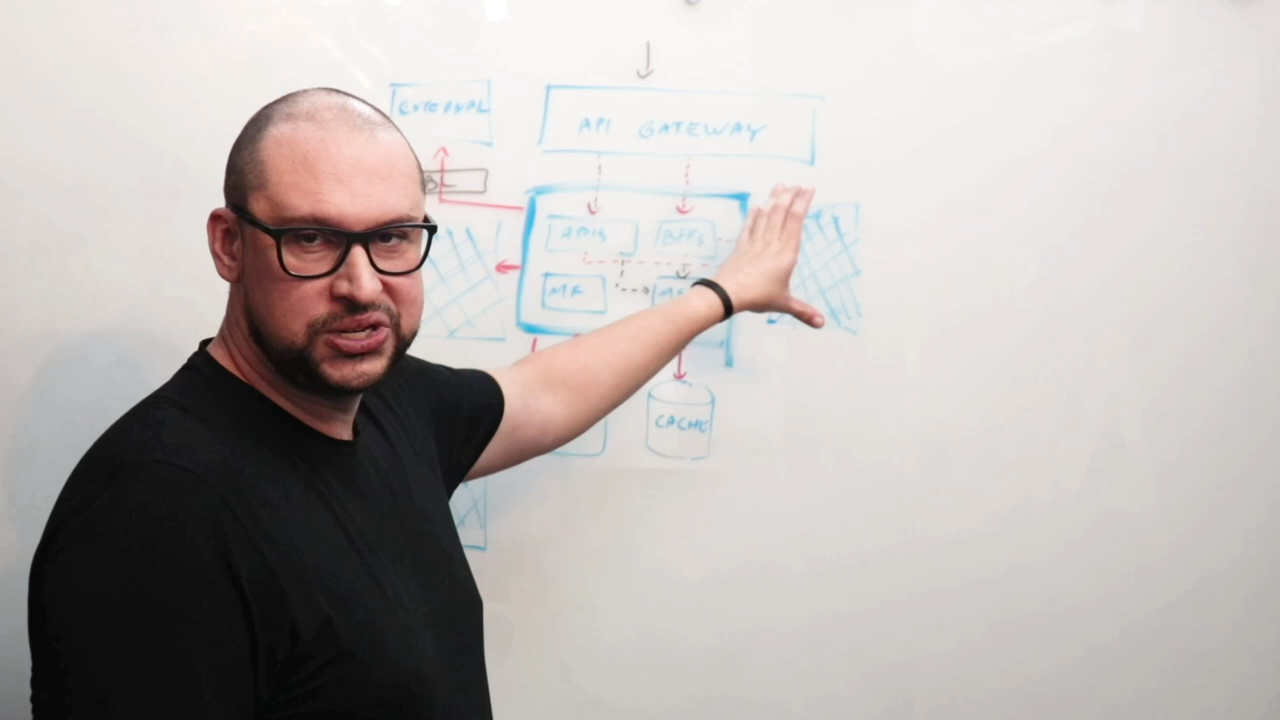 EXTERNAL
API GATEWAY
APIs
BFFs
MF
CACHE